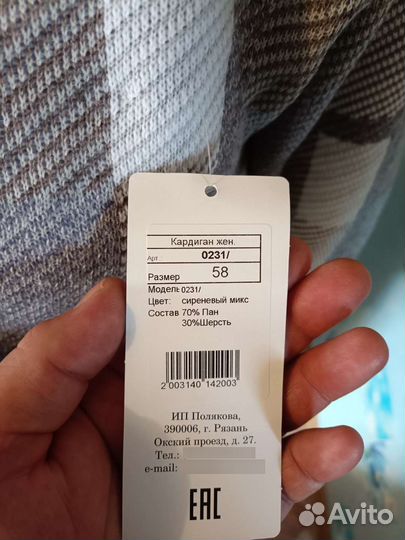 Кардиган жен.
Арт.: 0231/
Размер 58
Модель: 0231/
Цвет: сиреневый микс
Состав 70% Пан
30%Шерсть
2 003140 142003
ИП Полякова,
390006, г. Рязань
Окский проезд, д. 27.
Тел.:
e-mail:
EAC
Avito